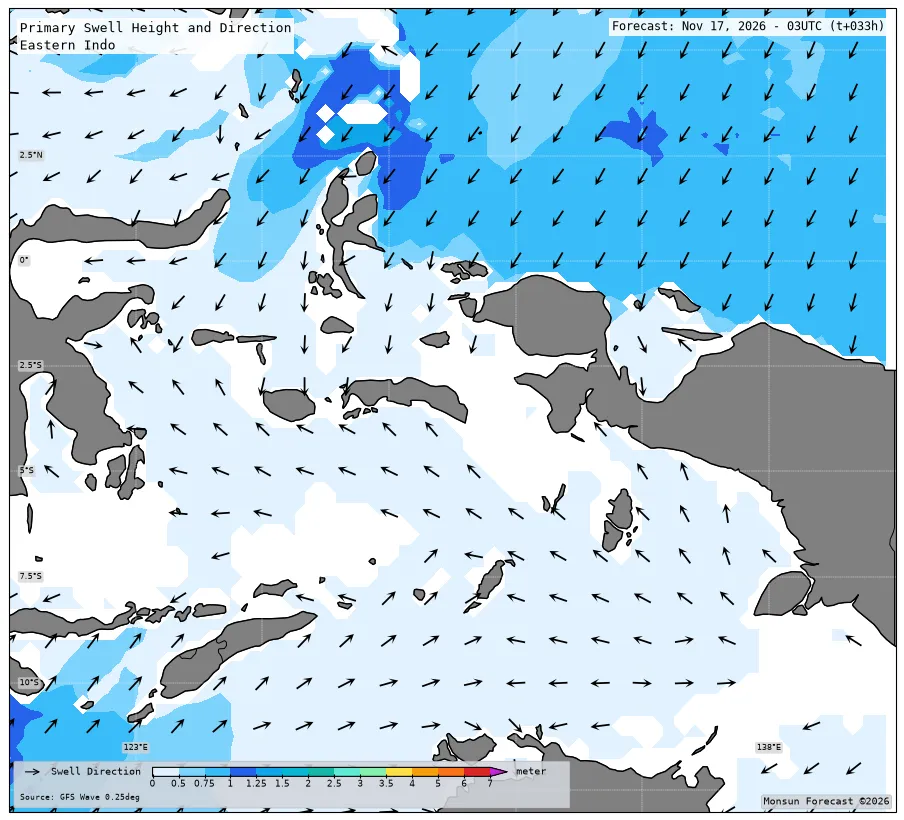 Primary Swell Height and Direction
Eastern Indo
Forecast: Nov 17, 2026 - 03UTC (t+033h)
2.5°N
0°
2.5°S
5°S
7.5°S
10°S
123°E
138°E
Swell Direction
meter
0 0.5 0.75 1 1.25 1.5 2 2.5 3 3.5 4 5 6 7
Source: GFS Wave 0.25deg
Monsun Forecast ©2026